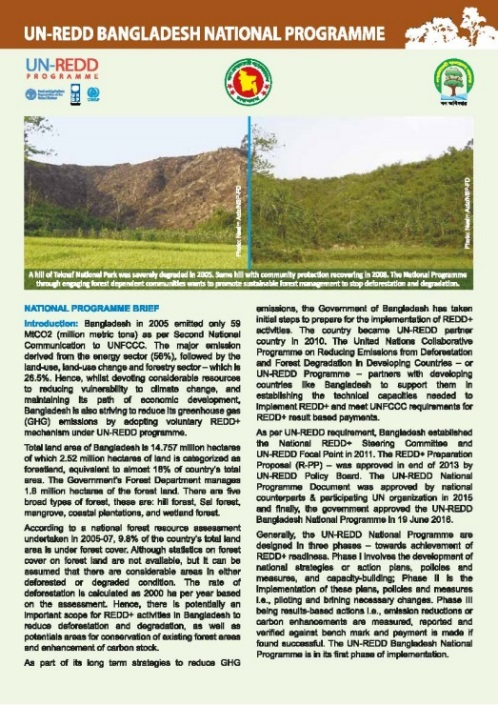 UN-REDD BANGLADESH NATIONAL PROGRAMME
UN-REDD
PROGRAMME
A hill of Teknaf National Park was severely degraded in 2005. Same hill with community protection recovering in 2008. The National Programme
through engaging forest dependent communities wants to promote sustainable forest management to stop deforestation and degradation.
NATIONAL PROGRAMME BRIEF
Introduction: Bangladesh in 2005 emitted only 59
MtCO2 (million metric tons) as per Second National
Communication to UNFCCC. The major emission
derived from the energy sector (56%), followed by the
land-use, land-use change and forestry sector – which is
26.5%. Hence, whilst devoting considerable resources
to reducing vulnerability to climate change, and
maintaining its path of economic development,
Bangladesh is also striving to reduce its greenhouse gas
(GHG) emissions by adopting voluntary REDD+
mechanism under UN-REDD programme.
Total land area of Bangladesh is 14.757 million hectares
of which 2.52 million hectares of land is categorized as
forestland, equivalent to almost 18% of country's total
area. The Government's Forest Department manages
1.6 million hectares of the forest land. There are five
broad types of forest, these are: hill forest, Sal forest,
mangrove, coastal plantations, and wetland forest.
According to a national forest resource assessment
undertaken in 2005-07, 9.8% of the country's total land
area is under forest cover. Although statistics on forest
cover on forest land are not available, but it can be
assumed that there are considerable areas in either
deforested or degraded condition. The rate of
deforestation is calculated as 2000 ha per year based
on the assessment. Hence, there is potentially an
important scope for REDD+ activities in Bangladesh to
reduce deforestation and degradation, as well as
potentials areas for conservation of existing forest areas
and enhancement of carbon stock.
As part of its long term strategies to reduce GHG
emissions, the Government of Bangladesh has taken
initial steps to prepare for the implementation of REDD+
activities. The country became UN-REDD partner
country in 2010. The United Nations Collaborative
Programme on Reducing Emissions from Deforestation
and Forest Degradation in Developing Countries – or
UN-REDD Programme – partners with developing
countries like Bangladesh to support them in
establishing the technical capacities needed to
implement REDD+ and meet UNFCCC requirements for
REDD+ result based payments.
As per UN-REDD requirement, Bangladesh established
the National REDD+ Steering Committee and
UN-REDD Focal Point in 2011. The REDD+ Preparation
Proposal (R-PP) – was approved in end of 2013 by
UN-REDD Policy Board. The UN-REDD National
Programme Document was approved by national
counterparts & participating UN organization in 2015
and finally, the government approved the UN-REDD
Bangladesh National Programme in 19 June 2016.
Generally, the UN-REDD National Programme are
designed in three phases – towards achievement of
REDD+ readiness. Phase I involves the development of
national strategies or action plans, policies and
measures, and capacity-building; Phase II is the
implementation of these plans, policies and measures
i.e., piloting and brining necessary changes. Phase III
being results-based actions i.e., emission reductions or
carbon enhancements are measured, reported and
verified against bench mark and payment is made if
found successful. The UN-REDD Bangladesh National
Programme is in its first phase of implementation.